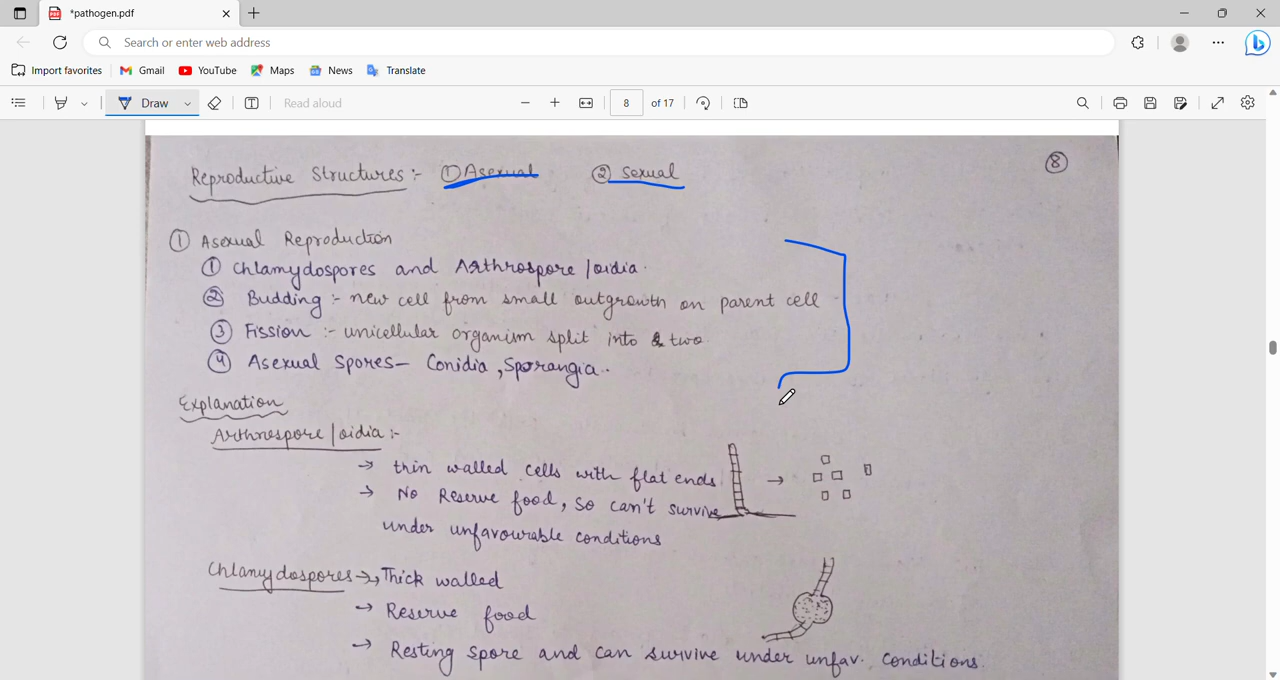 *pathogen.pdf
Search or enter web address
Import favorites Gmail YouTube Maps News Translate
Draw Read aloud 8 of 17
Reproductive Structures :- ① Asexual ② Sexual ⑧
① Asexual Reproduction
① Chlamydospores and Arthrospore/oidia.
② Budding :- new cell from small outgrowth on parent cell
③ Fission :- unicellular organism split into two.
④ Asexual Spores – Conidia, Sporangia..
Explanation
Arthrospore/oidia :-
→ thin walled cells with flat ends
→ No Reserve food, so can't survive
under unfavourable conditions
Chlamydospores → Thick walled
→ Reserve food
→ Resting spore and can survive under unfav. conditions.